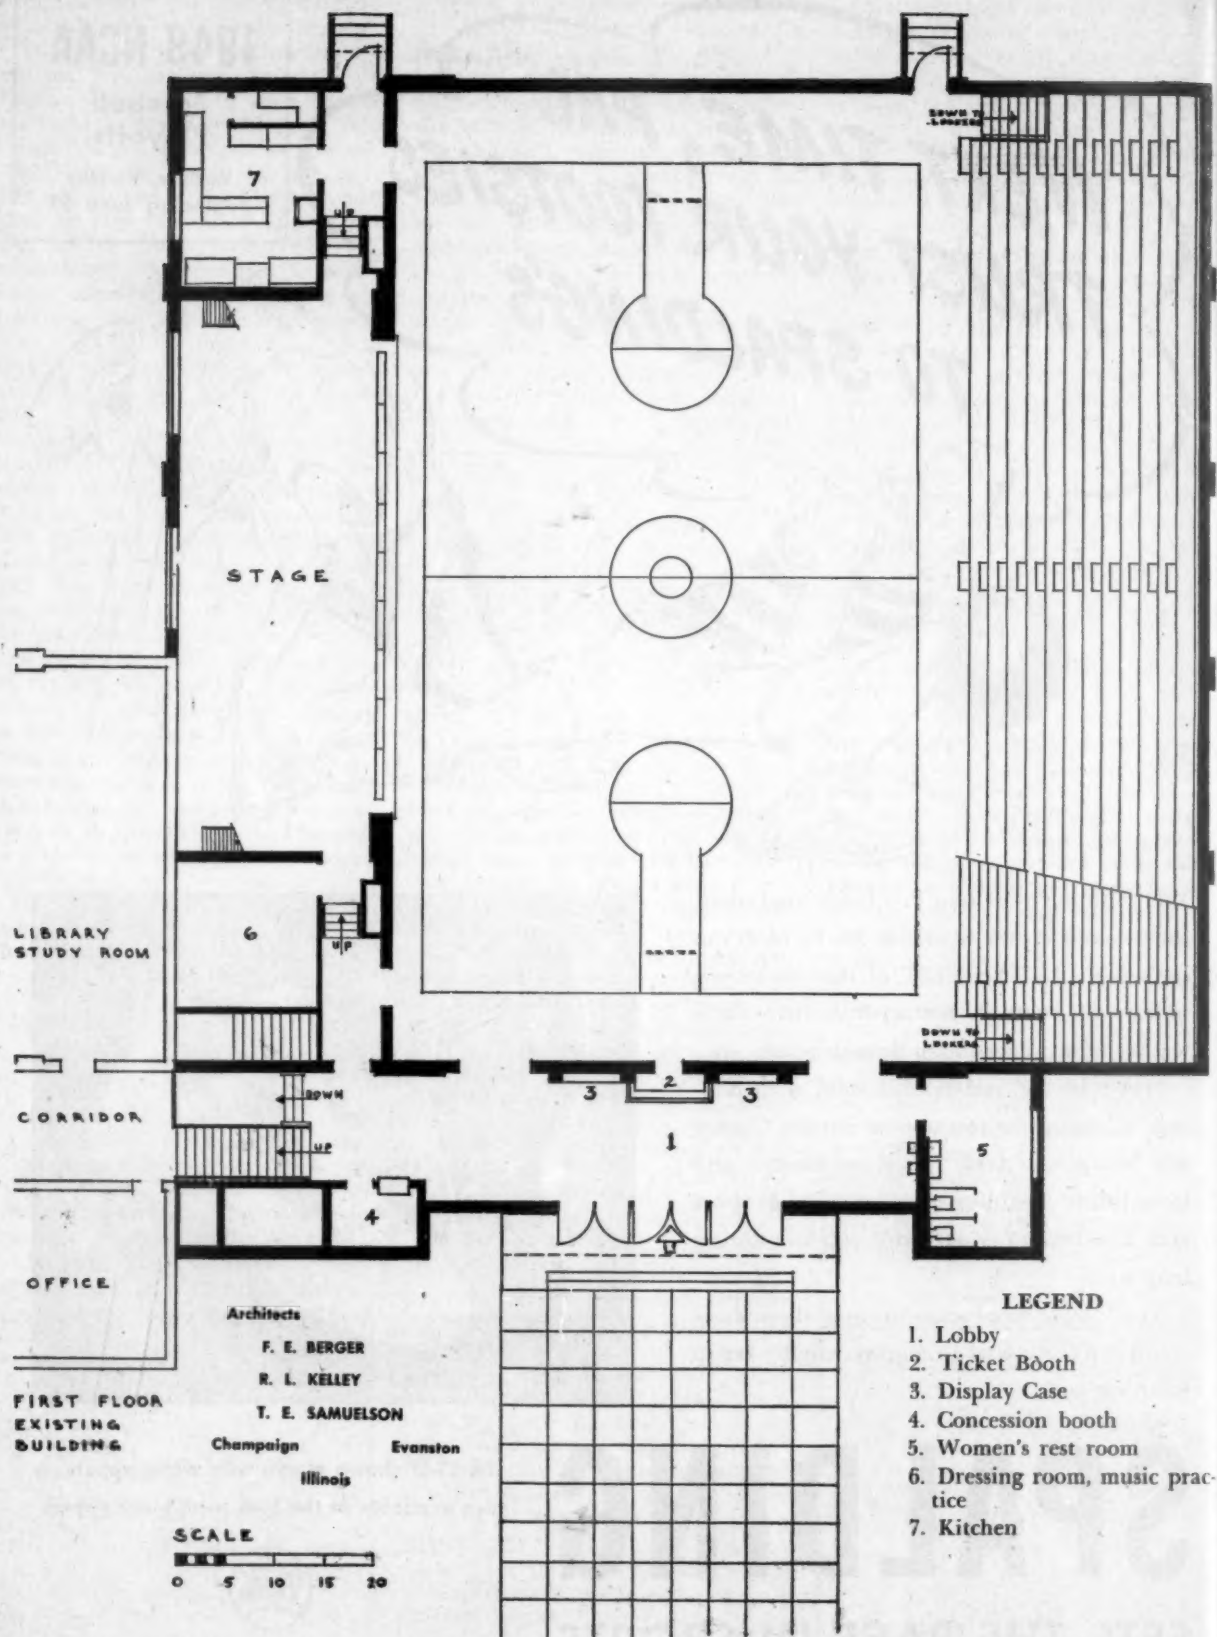 DOWN TO
LOOKERS
7
UP
STAGE
6
UP
LIBRARY
STUDY ROOM
DOWN TO
LOOKERS
3
2
3
DOWN
CORRIDOR
UP
1
5
4
OFFICE
FIRST FLOOR
EXISTING
BUILDING
Architects
F. E. BERGER
R. L. KELLEY
T. E. SAMUELSON
Champaign Evanston
Illinois
SCALE
0 5 10 15 20
LEGEND
1. Lobby
2. Ticket Booth
3. Display Case
4. Concession booth
5. Women's rest room
6. Dressing room, music prac-
tice
7. Kitchen